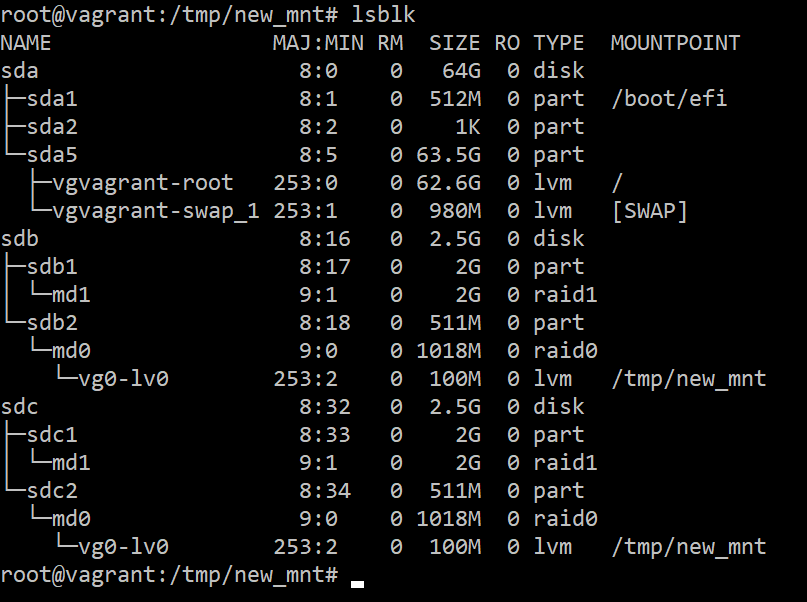 root@vagrant:/tmp/new_mnt# lsblk
NAME                 MAJ:MIN RM  SIZE RO TYPE  MOUNTPOINT
sda                    8:0    0   64G  0 disk
├─sda1                 8:1    0  512M  0 part  /boot/efi
├─sda2                 8:2    0    1K  0 part
└─sda5                 8:5    0 63.5G  0 part
  ├─vgvagrant-root   253:0    0 62.6G  0 lvm   /
  └─vgvagrant-swap_1 253:1    0  980M  0 lvm   [SWAP]
sdb                    8:16   0  2.5G  0 disk
├─sdb1                 8:17   0    2G  0 part
│ └─md1                9:1    0    2G  0 raid1
└─sdb2                 8:18   0  511M  0 part
  └─md0                9:0    0 1018M  0 raid0
    └─vg0-lv0        253:2    0  100M  0 lvm   /tmp/new_mnt
sdc                    8:32   0  2.5G  0 disk
├─sdc1                 8:33   0    2G  0 part
│ └─md1                9:1    0    2G  0 raid1
└─sdc2                 8:34   0  511M  0 part
  └─md0                9:0    0 1018M  0 raid0
    └─vg0-lv0        253:2    0  100M  0 lvm   /tmp/new_mnt
root@vagrant:/tmp/new_mnt#